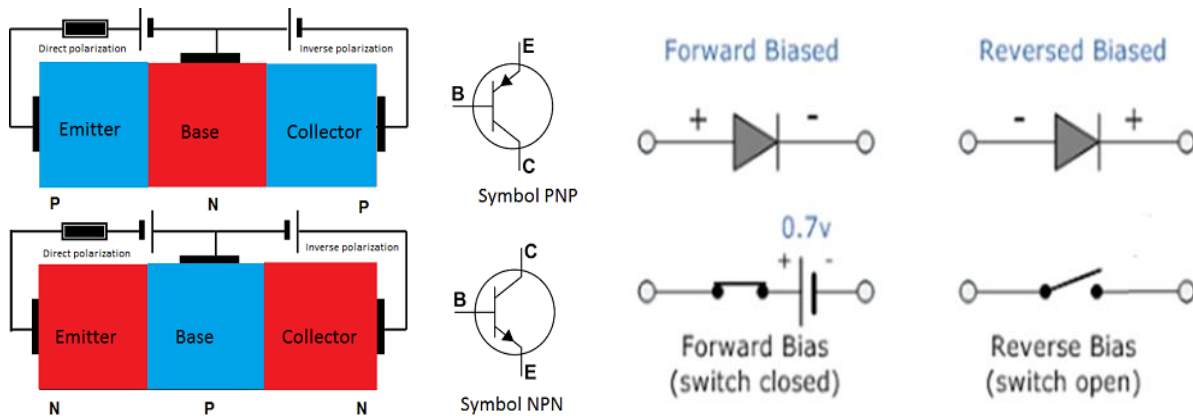 Direct polarization
Inverse polarization
Emitter
Base
Collector
P
N
P
E
B
C
Symbol PNP
Direct polarization
Inverse polarization
Emitter
Base
Collector
N
P
N
C
B
E
Symbol NPN
Forward Biased
Reversed Biased
+ -
- +
0.7v
+ -
Forward Bias
(switch closed)
Reverse Bias
(switch open)